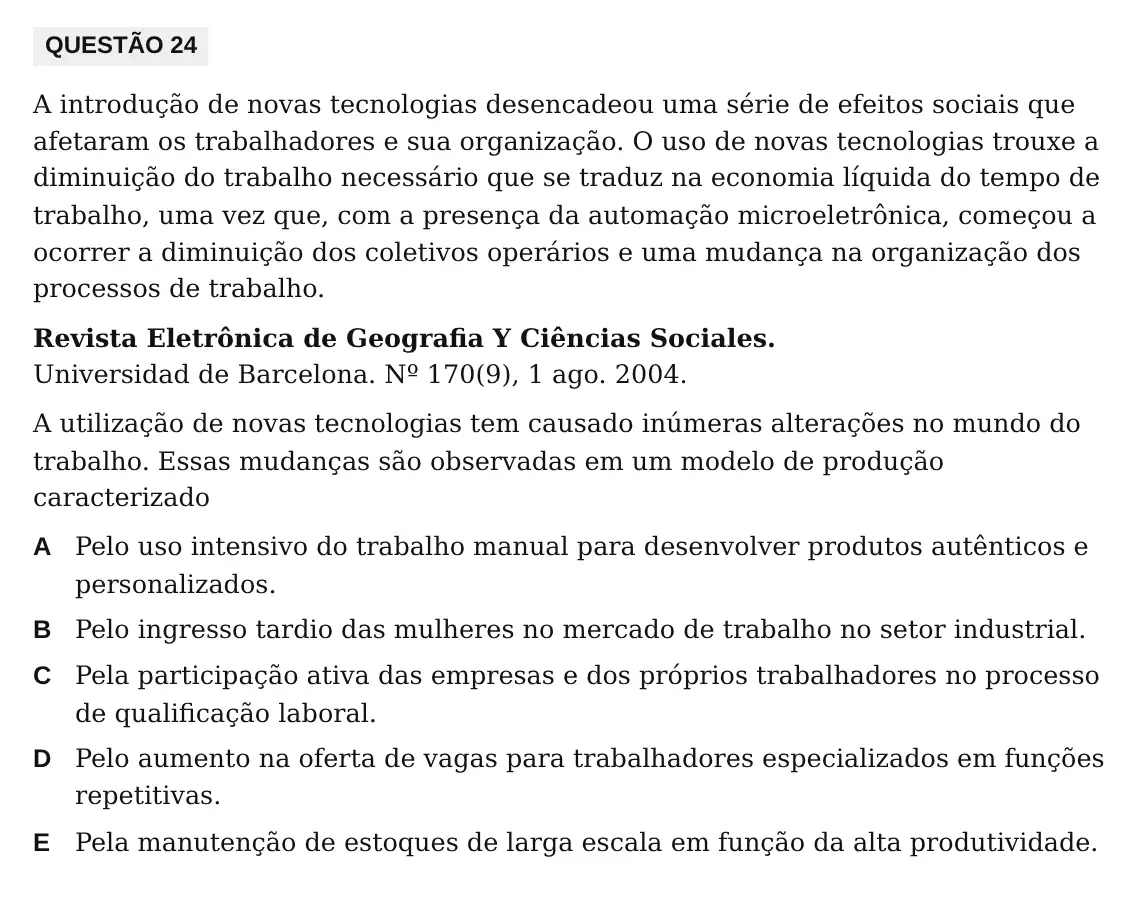 QUESTÃO 24
A introdução de novas tecnologias desencadeou uma série de efeitos sociais que
afetaram os trabalhadores e sua organização. O uso de novas tecnologias trouxe a
diminuição do trabalho necessário que se traduz na economia líquida do tempo de
trabalho, uma vez que, com a presença da automação microeletrônica, começou a
ocorrer a diminuição dos coletivos operários e uma mudança na organização dos
processos de trabalho.
Revista Eletrônica de Geografia Y Ciências Sociales.
Universidad de Barcelona. Nº 170(9), 1 ago. 2004.
A utilização de novas tecnologias tem causado inúmeras alterações no mundo do
trabalho. Essas mudanças são observadas em um modelo de produção
caracterizado
A Pelo uso intensivo do trabalho manual para desenvolver produtos autênticos e
personalizados.
B Pelo ingresso tardio das mulheres no mercado de trabalho no setor industrial.
C Pela participação ativa das empresas e dos próprios trabalhadores no processo
de qualificação laboral.
D Pelo aumento na oferta de vagas para trabalhadores especializados em funções
repetitivas.
E Pela manutenção de estoques de larga escala em função da alta produtividade.